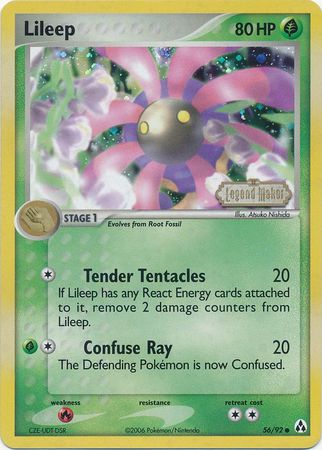 Lileep
80 HP
Legend Maker
Illus. Atsuko Nishida
STAGE 1
Evolves from Root Fossil
Tender Tentacles 20
If Lileep has any React Energy cards attached
to it, remove 2 damage counters from
Lileep.
Confuse Ray 20
The Defending Pokémon is now Confused.
weakness
resistance
retreat cost
CZE-UDT-DSR
©2006 Pokémon/Nintendo
56/92